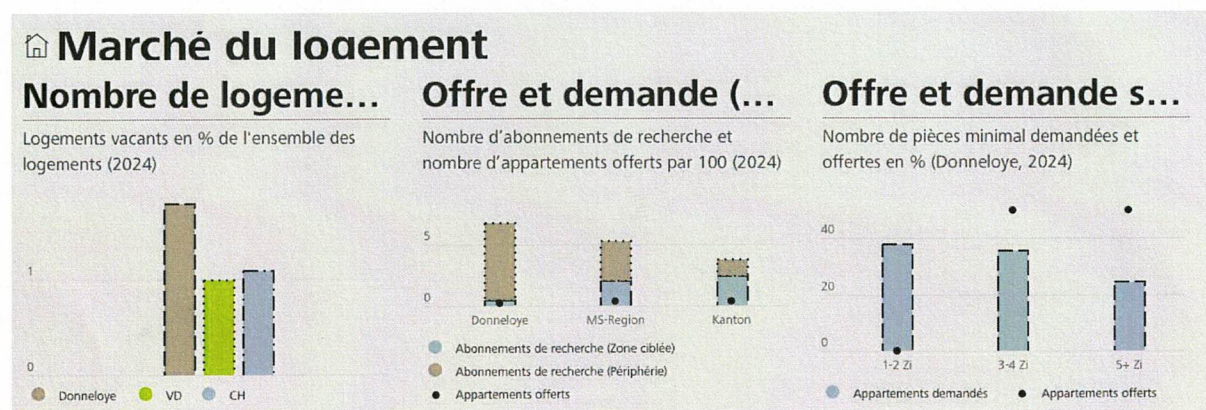 Marché du logement
Nombre de logeme...
Logements vacants en % de l'ensemble des
logements (2024)
1
0
Donneloye VD CH
Offre et demande (...
Nombre d'abonnements de recherche et
nombre d'appartements offerts par 100 (2024)
5
0
Donneloye MS-Region Kanton
Abonnements de recherche (Zone ciblée)
Abonnements de recherche (Périphérie)
Appartements offerts
Offre et demande s...
Nombre de pièces minimal demandées et
offertes en % (Donneloye, 2024)
40
20
0
1-2 Zi 3-4 Zi 5+ Zi
Appartements demandés Appartements offerts